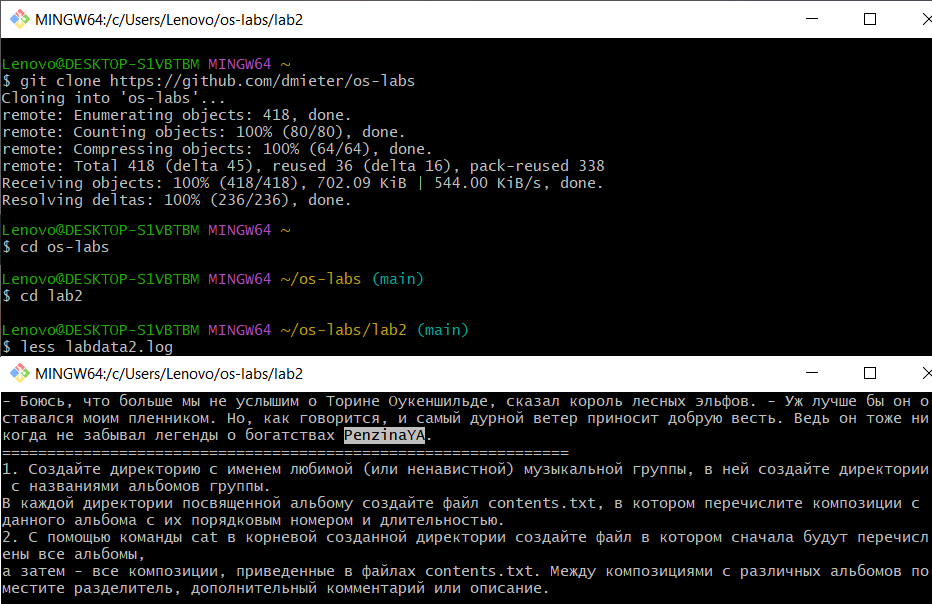 MINGW64:/c/Users/Lenovo/os-labs/lab2
Lenovo@DESKTOP-S1VBTBM MINGW64 ~
$ git clone https://github.com/dmieter/os-labs
Cloning into 'os-labs'...
remote: Enumerating objects: 418, done.
remote: Counting objects: 100% (80/80), done.
remote: Compressing objects: 100% (64/64), done.
remote: Total 418 (delta 45), reused 36 (delta 16), pack-reused 338
Receiving objects: 100% (418/418), 702.09 KiB | 544.00 KiB/s, done.
Resolving deltas: 100% (236/236), done.
Lenovo@DESKTOP-S1VBTBM MINGW64 ~
$ cd os-labs
Lenovo@DESKTOP-S1VBTBM MINGW64 ~/os-labs (main)
$ cd lab2
Lenovo@DESKTOP-S1VBTBM MINGW64 ~/os-labs/lab2 (main)
$ less labdata2.log
MINGW64:/c/Users/Lenovo/os-labs/lab2
- Боюсь, что больше мы не услышим о Торине Оукеншильде, сказал король лесных эльфов. - Уж лучше бы он о
ставался моим пленником. Но, как говорится, и самый дурной ветер приносит добрую весть. Ведь он тоже ни
когда не забывал легенды о богатствах PenzinaYA.
===============================================================
1. Создайте директорию с именем любимой (или ненавистной) музыкальной группы, в ней создайте директории
с названиями альбомов группы.
В каждой директории посвященной альбому создайте файл contents.txt, в котором перечислите композиции с
данного альбома с их порядковым номером и длительностью.
2. С помощью команды cat в корневой созданной директории создайте файл в котором сначала будут перечисл
ены все альбомы,
а затем - все композиции, приведенные в файлах contents.txt. Между композициями с различных альбомов по
местите разделитель, дополнительный комментарий или описание.